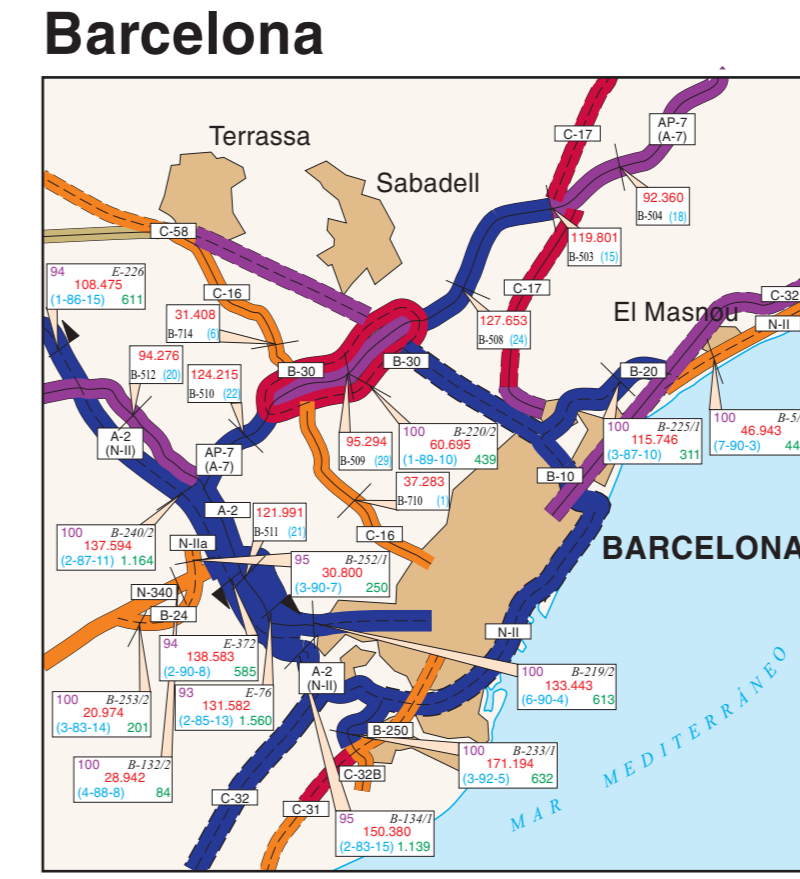 Barcelona
Terrassa
Sabadell
C-17
AP-7
(A-7)
92.360
B-504 (18)
119.801
B-503 (15)
C-58
94 E-226
108.475
(1-86-15) 611
C-16
31.408
B-714 (6)
C-17
El Masnou
C-32
N-II
127.653
B-508 (24)
94.276
B-512 (20)
124.215
B-510 (22)
B-30
B-30
B-20
A-2
(N-II)
AP-7
(A-7)
95.294
B-509 (29)
100 B-220/2
60.695
(1-89-10) 439
100 B-225/1
115.746
(3-87-10) 311
100 B-5/
46.943
(7-90-3) 44
37.283
B-710 (1)
B-10
A-2
121.991
B-511 (21)
C-16
100 B-240/2
137.594
(2-87-11) 1.164
N-IIa
95 B-252/1
30.800
(3-90-7) 250
BARCELONA
N-340
B-24
N-II
94 E-372
138.583
(2-90-8) 585
A-2
(N-II)
100 B-219/2
133.443
(6-90-4) 613
93 E-76
131.582
(2-85-13) 1.560
100 B-253/2
20.974
(3-83-14) 201
B-250
100 B-233/1
171.194
(3-92-5) 632
100 B-132/2
28.942
(4-88-8) 84
C-32B
C-32
C-31
95 B-134/1
150.380
(2-83-15) 1.139
MAR MEDITERRÁNEO